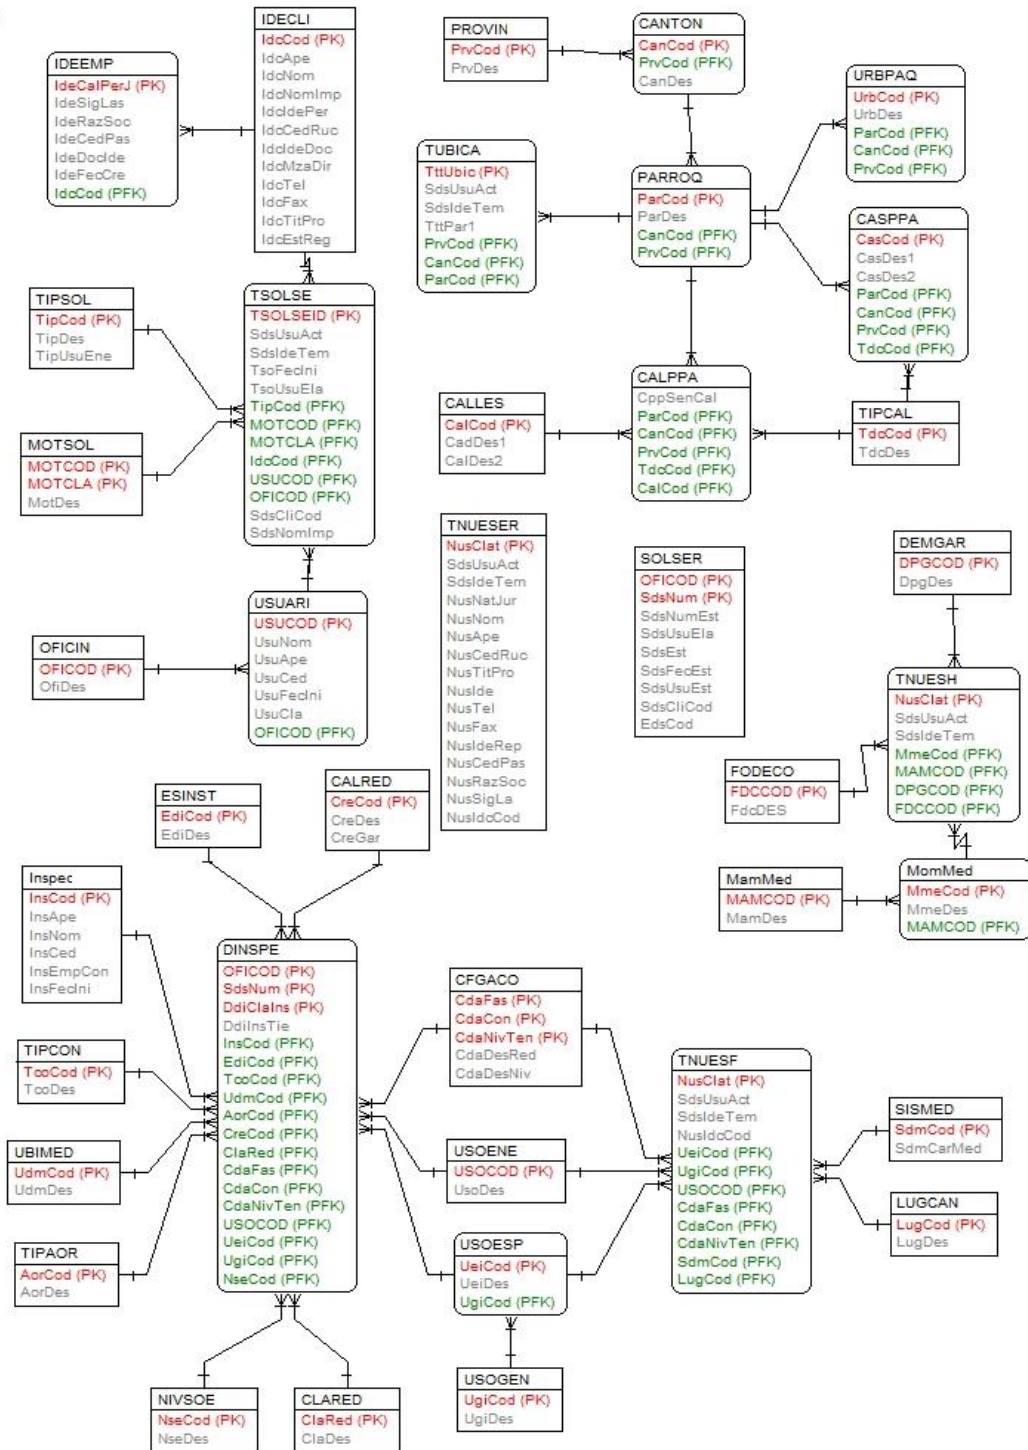 IDECLI
IdcCod (PK)
IdcApe
IdcNom
IdcNomImp
IdcIdePer
IdcCedRuc
IdcIdeDoc
IdcMzaDir
IdcTel
IdcFax
IdcTitPro
IdcEstReg
IDEEMP
IdeCalPerJ (PK)
IdeSigLas
IdeRazSoc
IdeCedPas
IdeDocIde
IdeFecCre
IdcCod (PFK)
PROVIN
PrvCod (PK)
PrvDes
CANTON
CanCod (PK)
PrvCod (PFK)
CanDes
URBPAQ
UrbCod (PK)
UrbDes
ParCod (PFK)
CanCod (PFK)
PrvCod (PFK)
TUBICA
TttUbic (PK)
SdsUsuAct
SdsIdeTem
TttPar1
PrvCod (PFK)
CanCod (PFK)
ParCod (PFK)
PARROQ
ParCod (PK)
ParDes
CanCod (PFK)
PrvCod (PFK)
CASPPA
CasCod (PK)
CasDes1
CasDes2
ParCod (PFK)
CanCod (PFK)
PrvCod (PFK)
TdcCod (PFK)
TIPSOL
TipCod (PK)
TipDes
TipUsuEne
TSOLSE
TSOLSEID (PK)
SdsUsuAct
SdsIdeTem
TsoFecIni
TsoUsuEla
TipCod (PFK)
MOTCOD (PFK)
MOTCLA (PFK)
IdcCod (PFK)
USUCOD (PFK)
OFICOD (PFK)
SdsCliCod
SdsNomImp
MOTSOL
MOTCOD (PK)
MOTCLA (PK)
MotDes
CALLES
CalCod (PK)
CadDes1
CalDes2
CALPPA
CppSenCal
ParCod (PFK)
CanCod (PFK)
PrvCod (PFK)
TdcCod (PFK)
CalCod (PFK)
TIPCAL
TdcCod (PK)
TdcDes
OFICIN
OFICOD (PK)
OfiDes
USUARI
USUCOD (PK)
UsuNom
UsuApe
UsuCed
UsuFecIni
UsuCla
OFICOD (PFK)
TNUESER
NusClat (PK)
SdsUsuAct
SdsIdeTem
NusNatJur
NusNom
NusApe
NusCedRuc
NusTitPro
NusIde
NusTel
NusFax
NusIdeRep
NusCedPas
NusRazSoc
NusSigLa
NusIdcCod
SOLSER
OFICOD (PK)
SdsNum (PK)
SdsNumEst
SdsUsuEla
SdsEst
SdsFecEst
SdsUsuEst
SdsCliCod
EdsCod
DEMGAR
DPGCOD (PK)
DpgDes
TNUESH
NusClat (PK)
SdsUsuAct
SdsIdeTem
MmeCod (PFK)
MAMCOD (PFK)
DPGCOD (PFK)
FDCCOD (PFK)
FODECO
FDCCOD (PK)
FdcDES
MamMed
MAMCOD (PK)
MamDes
MomMed
MmeCod (PK)
MmeDes
MAMCOD (PFK)
ESINST
EdiCod (PK)
EdiDes
CALRED
CreCod (PK)
CreDes
CreGar
Inspec
InsCod (PK)
InsApe
InsNom
InsCed
InsEmpCon
InsFecIni
TIPCON
TcoCod (PK)
TcoDes
UBIMED
UdmCod (PK)
UdmDes
TIPAOR
AorCod (PK)
AorDes
DINSPE
OFICOD (PK)
SdsNum (PK)
DdiClaIns (PK)
DdiInsTie
InsCod (PFK)
EdiCod (PFK)
TcoCod (PFK)
UdmCod (PFK)
AorCod (PFK)
CreCod (PFK)
ClaRed (PFK)
CdaFas (PFK)
CdaCon (PFK)
CdaNivTen (PFK)
USOCOD (PFK)
UeiCod (PFK)
UgiCod (PFK)
NseCod (PFK)
CFGACO
CdaFas (PK)
CdaCon (PK)
CdaNivTen (PK)
CdaDesRed
CdaDesNiv
USOENE
USOCOD (PK)
UsoDes
USOESP
UeiCod (PK)
UeiDes
UgiCod (PFK)
USOGEN
UgiCod (PK)
UgiDes
TNUESF
NusClat (PK)
SdsUsuAct
SdsIdeTem
NusIdcCod
UeiCod (PFK)
UgiCod (PFK)
USOCOD (PFK)
CdaFas (PFK)
CdaCon (PFK)
CdaNivTen (PFK)
SdmCod (PFK)
LugCod (PFK)
SISMED
SdmCod (PK)
SdmCarMed
LUGCAN
LugCod (PK)
LugDes
NIVSOE
NseCod (PK)
NseDes
CLARED
ClaRed (PK)
ClaDes